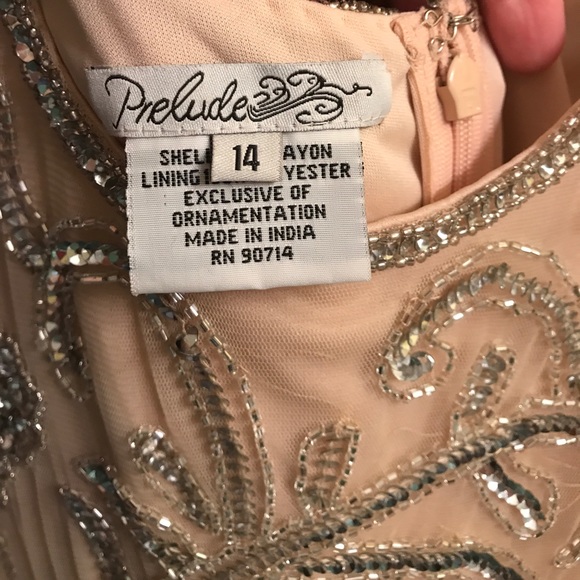 Prelude
14
SHEL AYON
LINING YESTER
EXCLUSIVE OF
ORNAMENTATION
MADE IN INDIA
RN 90714